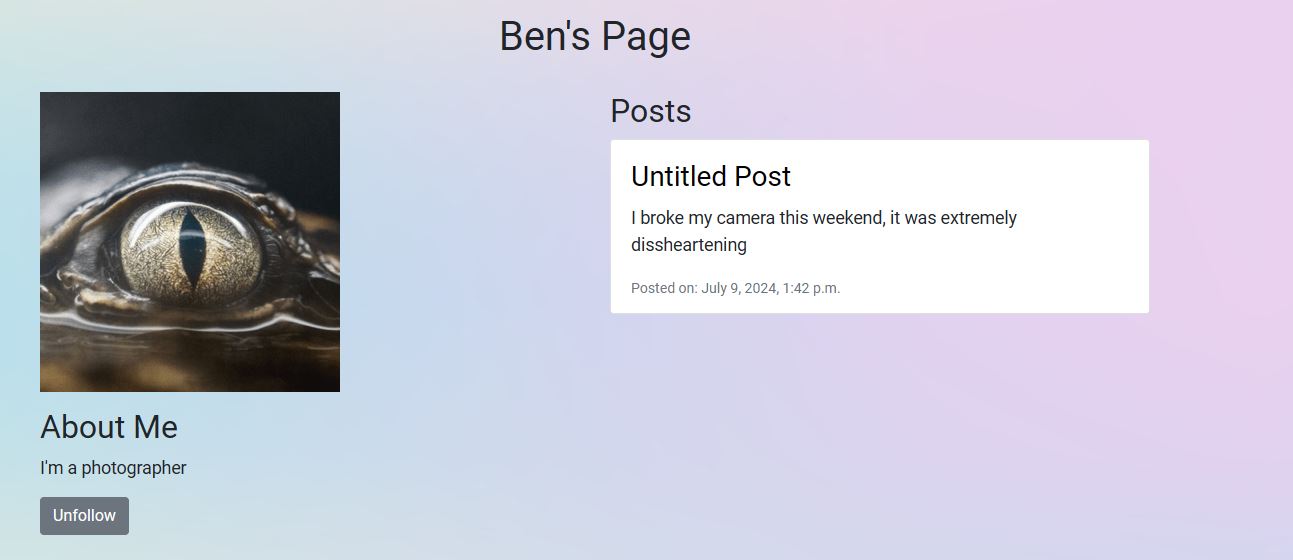 Ben's Page
Posts
Untitled Post
I broke my camera this weekend, it was extremely
dissheartening
Posted on: July 9, 2024, 1:42 p.m.
About Me
I'm a photographer
Unfollow